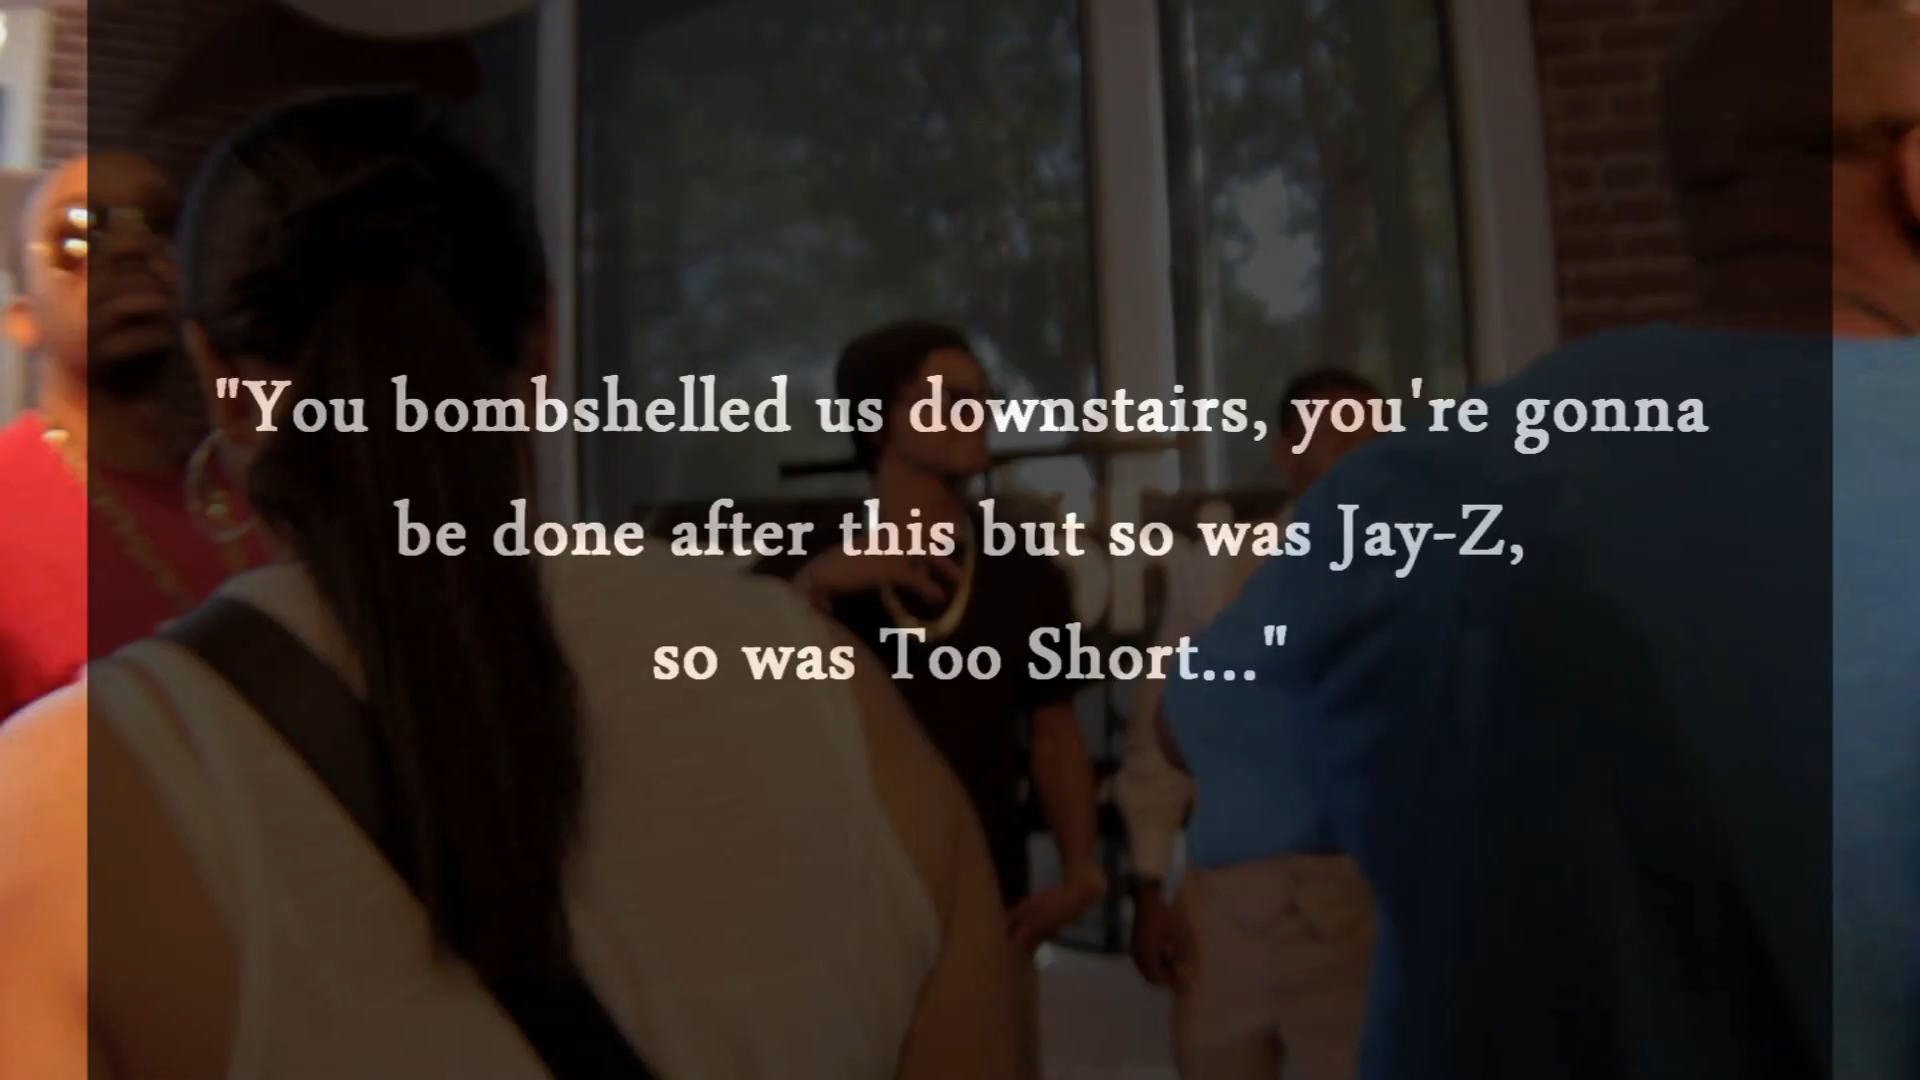 "You bombshelled us downstairs, you're gonna
be done after this but so was Jay-Z,
so was Too Short..."